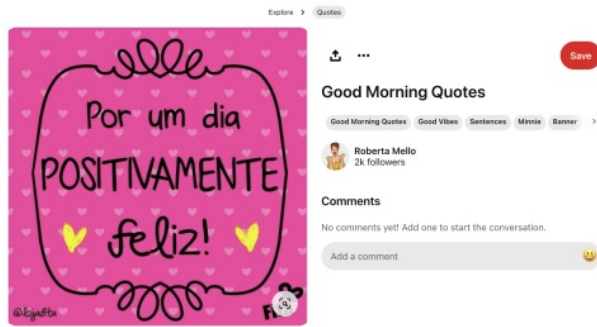 Explore > Quotes
Por um dia
POSITIVAMENTE
feliz!
Save
Good Morning Quotes
Good Morning Quotes Good Vibes Sentences Minnie Banner
Roberta Mello
2k followers
Comments
No comments yet! Add one to start the conversation.
Add a comment